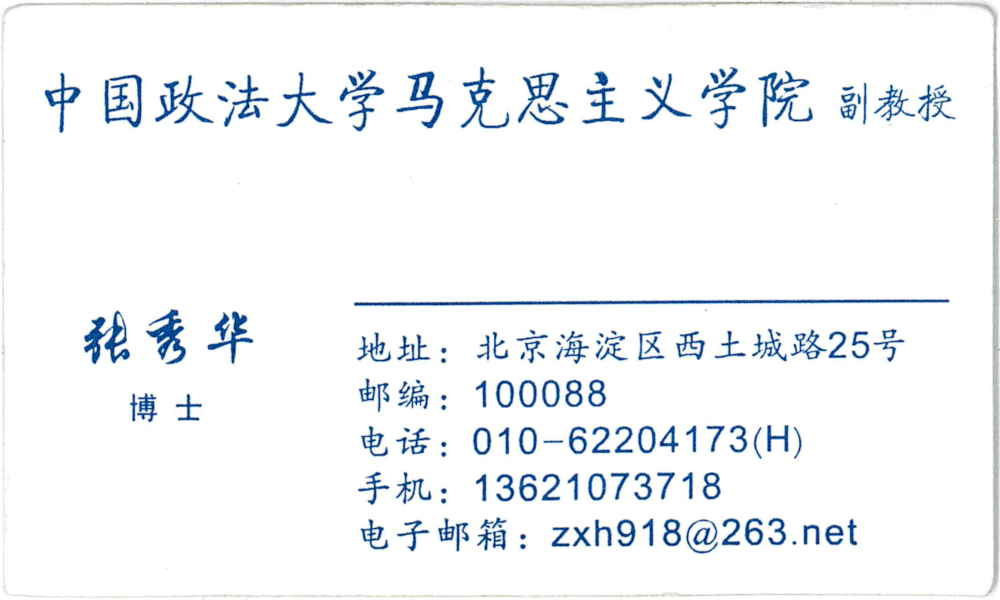 中国政法大学马克思主义学院 副教授
张秀华
博士
地址：北京海淀区西土城路25号
邮编：100088
电话：010-62204173(H)
手机：13621073718
电子邮箱：zxh918@263.net